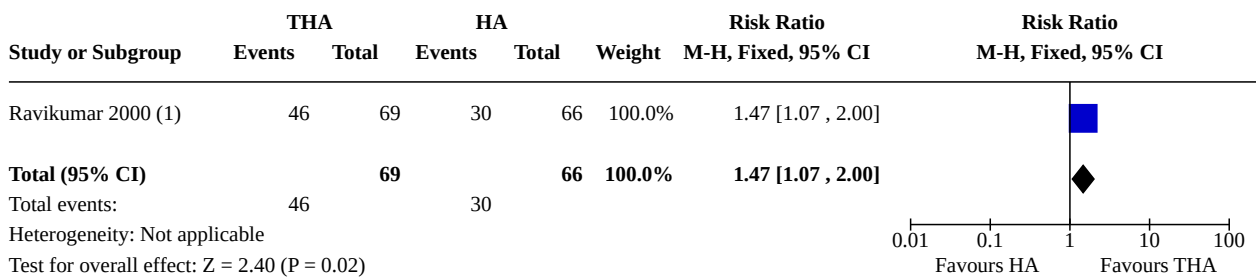 THA HA Risk Ratio Risk Ratio
Study or Subgroup Events Total Events Total Weight M-H, Fixed, 95% CI M-H, Fixed, 95% CI
Ravikumar 2000 (1) 46 69 30 66 100.0% 1.47 [1.07 , 2.00]
Total (95% CI) 69 66 100.0% 1.47 [1.07 , 2.00]
Total events: 46 30
Heterogeneity: Not applicable
0.01 0.1 1 10 100
Test for overall effect: Z = 2.40 (P = 0.02)
Favours HA Favours THA